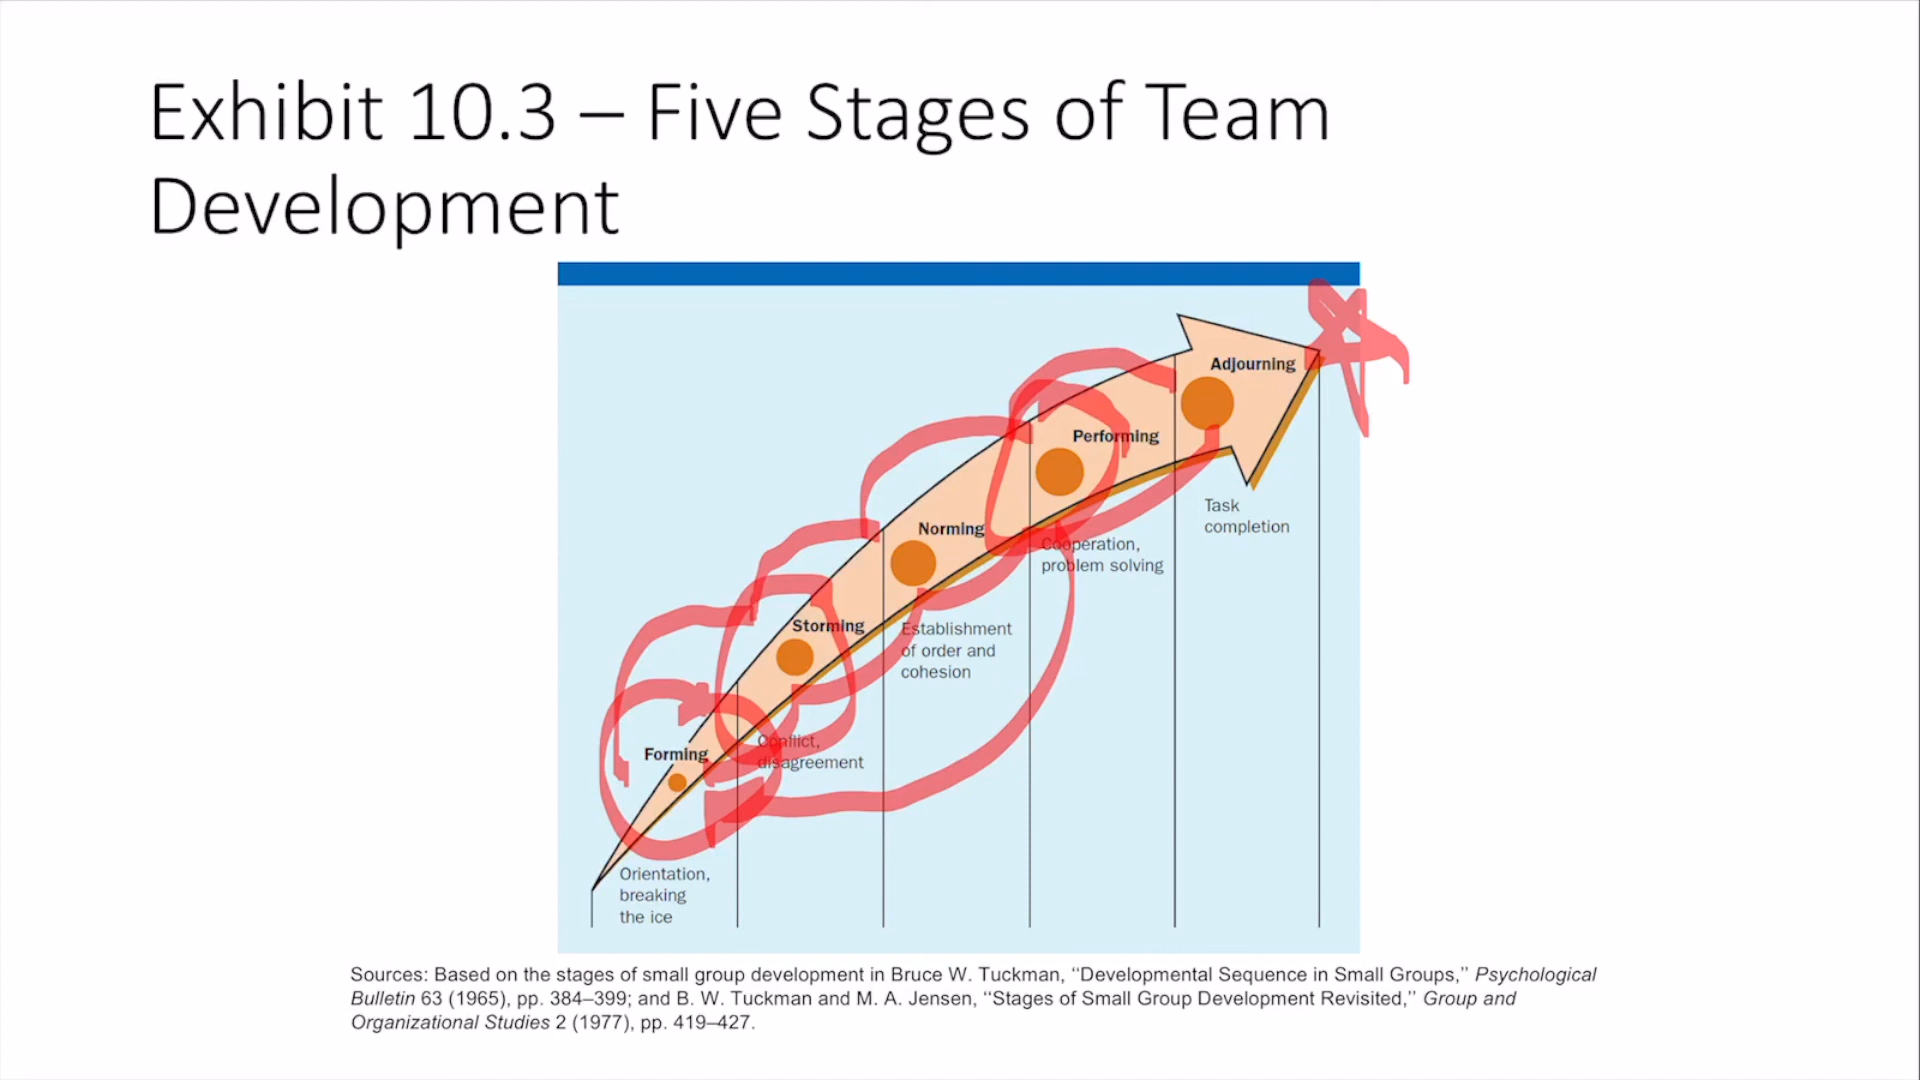 Exhibit 10.3 – Five Stages of Team
Development
Adjourning
Performing
Task
completion
Norming
Cooperation,
problem solving
Storming
Establishment
of order and
cohesion
Forming
Conflict,
disagreement
Orientation,
breaking
the ice
Sources: Based on the stages of small group development in Bruce W. Tuckman, “Developmental Sequence in Small Groups,” Psychological
Bulletin 63 (1965), pp. 384–399; and B. W. Tuckman and M. A. Jensen, “Stages of Small Group Development Revisited,” Group and
Organizational Studies 2 (1977), pp. 419–427.